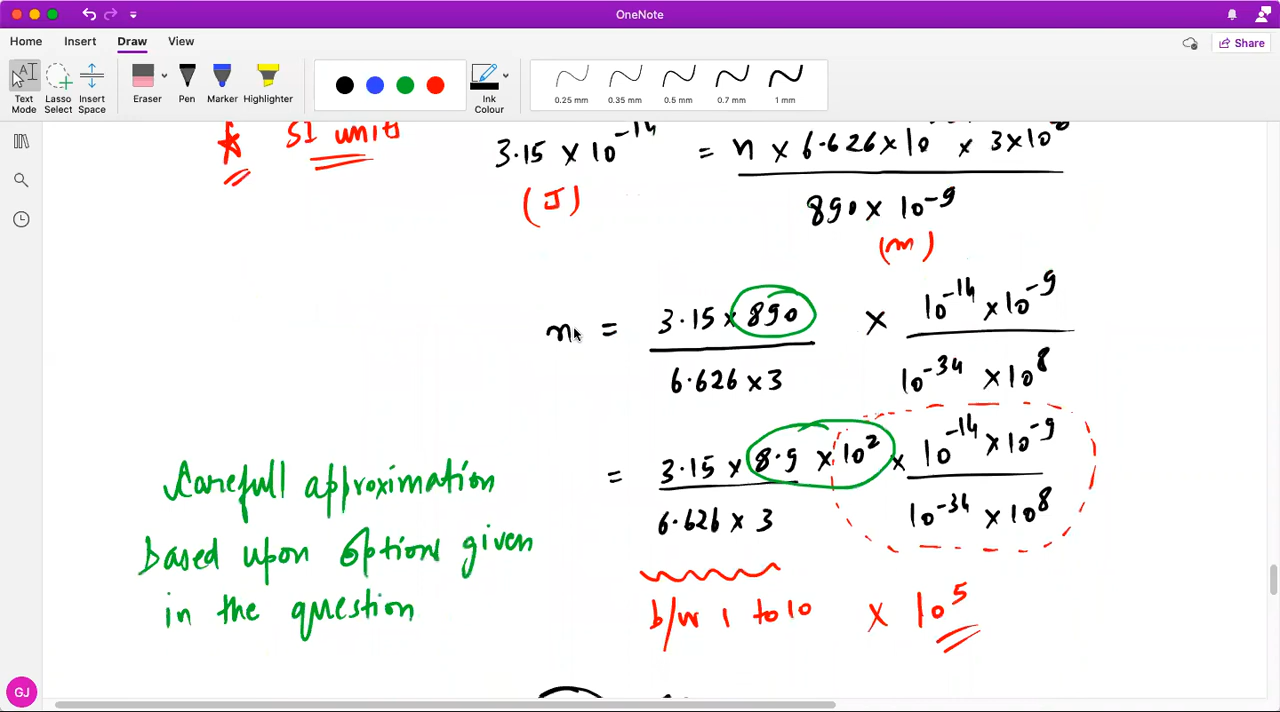 OneNote
Home Insert Draw View
Share
Text Mode
Lasso Select
Insert Space
Eraser
Pen
Marker
Highlighter
Ink Colour
0.25 mm
0.35 mm
0.5 mm
0.7 mm
1 mm
SI units
3.15 × 10^-14 = n × 6.626 × 10 × 3 × 10^8
(J)
890 × 10^-9
(m)
n = 3.15 × 890 × 10^-14 × 10^-9
6.626 × 3 10^-34 × 10^8
= 3.15 × 8.9 × 10^2 × 10^-14 × 10^-9
6.626 × 3 10^-34 × 10^8
Carefull approximation
based upon options given
in the question
b/w 1 to 10 × 10^5
GJ